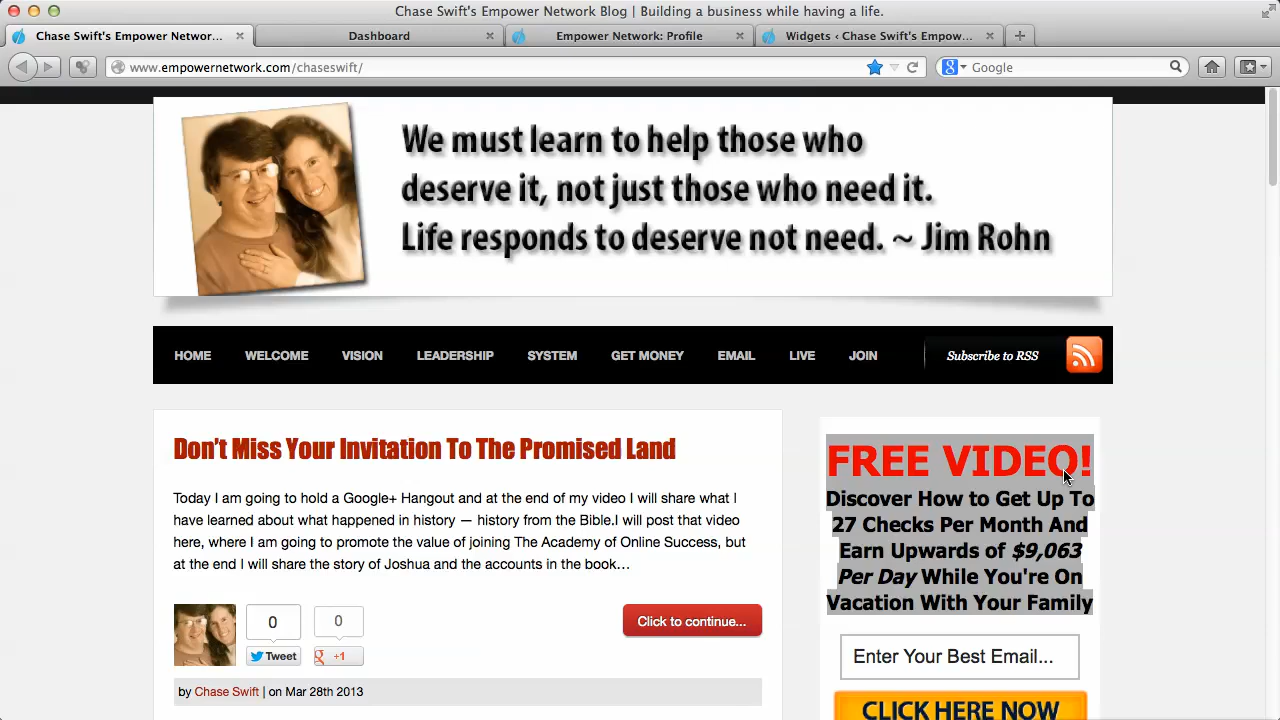 Chase Swift's Empower Network Blog | Building a business while having a life.
Chase Swift's Empower Networ...
Dashboard
Empower Network: Profile
Widgets ‹ Chase Swift's Empow...
www.empowernetwork.com/chaseswift/
Google
We must learn to help those who
deserve it, not just those who need it.
Life responds to deserve not need. ~ Jim Rohn
HOME WELCOME VISION LEADERSHIP SYSTEM GET MONEY EMAIL LIVE JOIN Subscribe to RSS
Don't Miss Your Invitation To The Promised Land
Today I am going to hold a Google+ Hangout and at the end of my video I will share what I
have learned about what happened in history — history from the Bible.I will post that video
here, where I am going to promote the value of joining The Academy of Online Success, but
at the end I will share the story of Joshua and the accounts in the book…
0
0
Tweet
+1
Click to continue...
by Chase Swift | on Mar 28th 2013
FREE VIDEO!
Discover How to Get Up To
27 Checks Per Month And
Earn Upwards of $9,063
Per Day While You're On
Vacation With Your Family
Enter Your Best Email...
CLICK HERE NOW